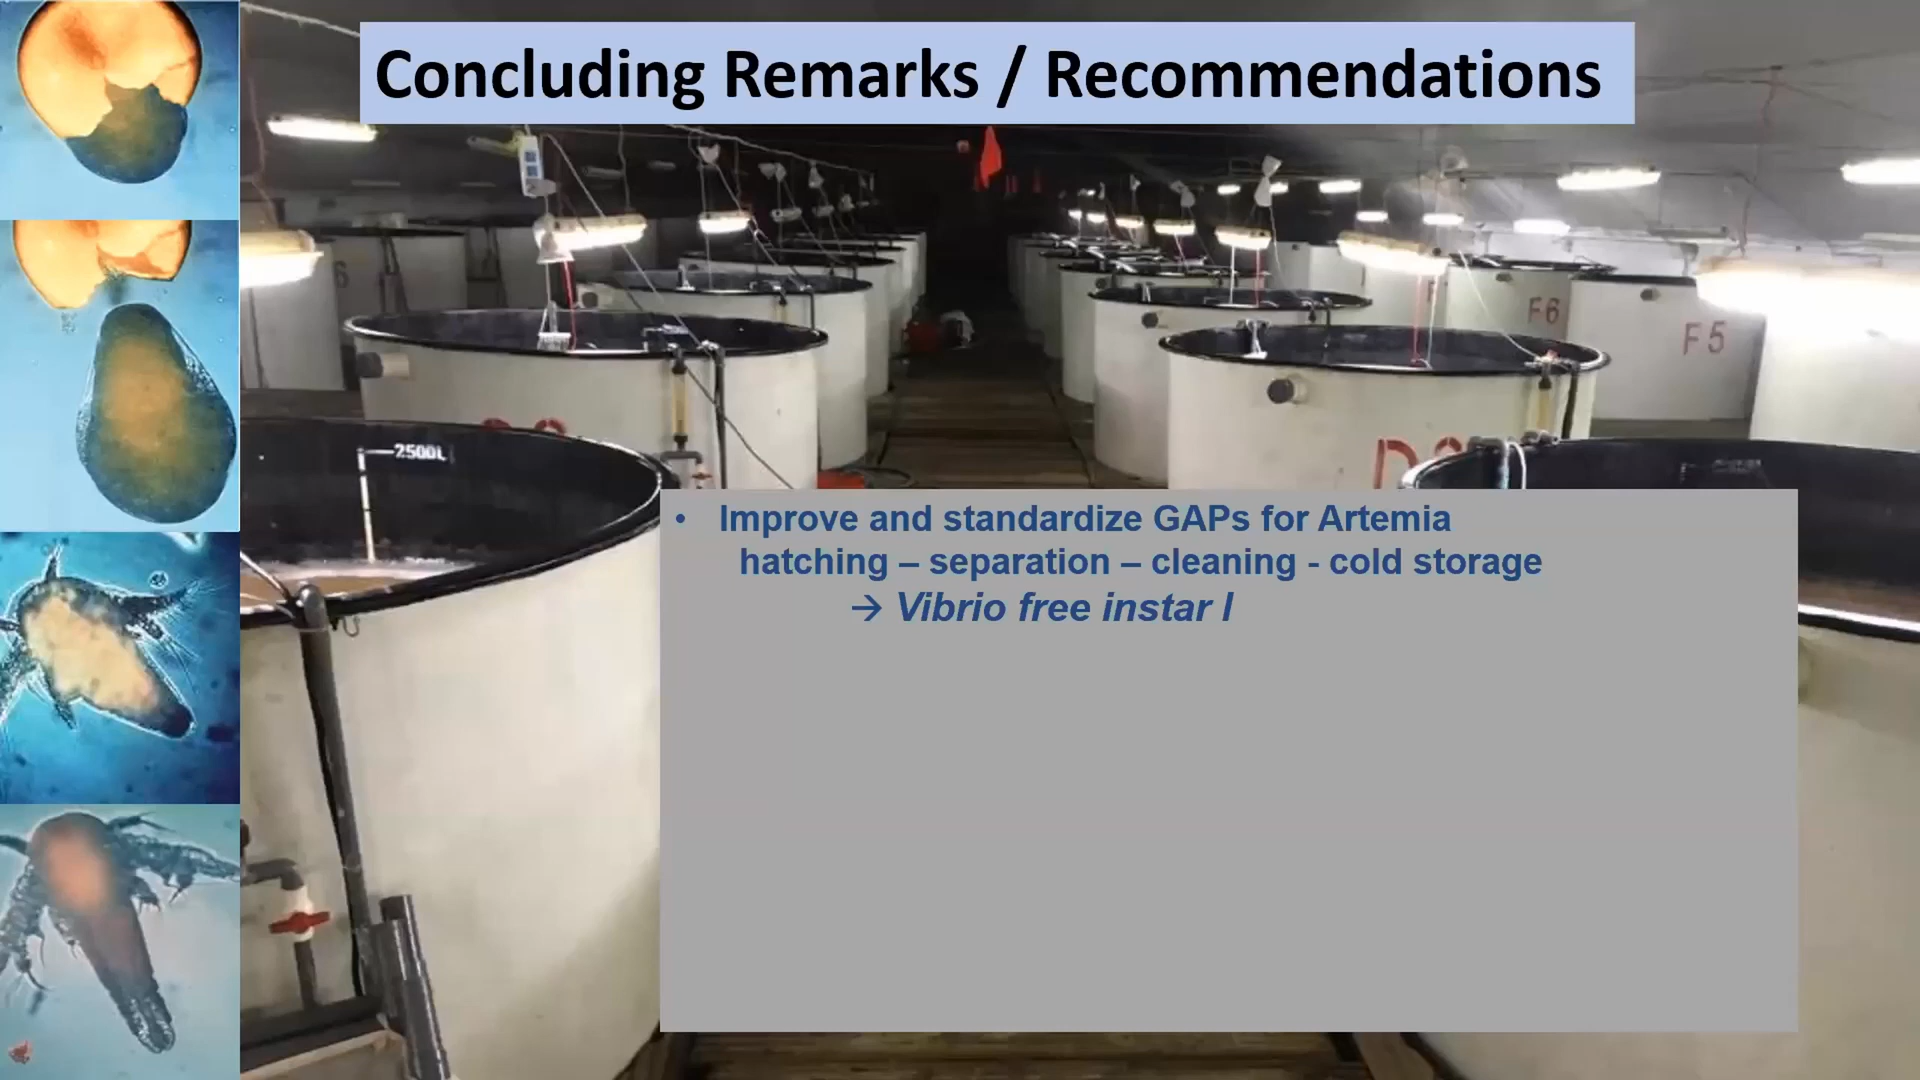 Concluding Remarks / Recommendations
F6
F5
2500L
• Improve and standardize GAPs for Artemia
hatching – separation – cleaning - cold storage
→ Vibrio free instar I